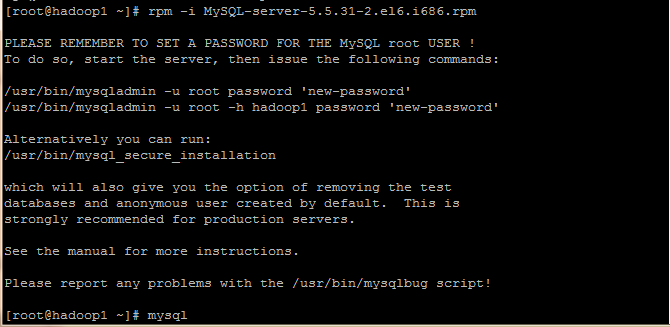 [root@hadoop1 ~]# rpm -i MySQL-server-5.5.31-2.el6.i686.rpm
PLEASE REMEMBER TO SET A PASSWORD FOR THE MySQL root USER !
To do so, start the server, then issue the following commands:
/usr/bin/mysqladmin -u root password 'new-password'
/usr/bin/mysqladmin -u root -h hadoop1 password 'new-password'
Alternatively you can run:
/usr/bin/mysql_secure_installation
which will also give you the option of removing the test
databases and anonymous user created by default.  This is
strongly recommended for production servers.
See the manual for more instructions.
Please report any problems with the /usr/bin/mysqlbug script!
[root@hadoop1 ~]# mysql